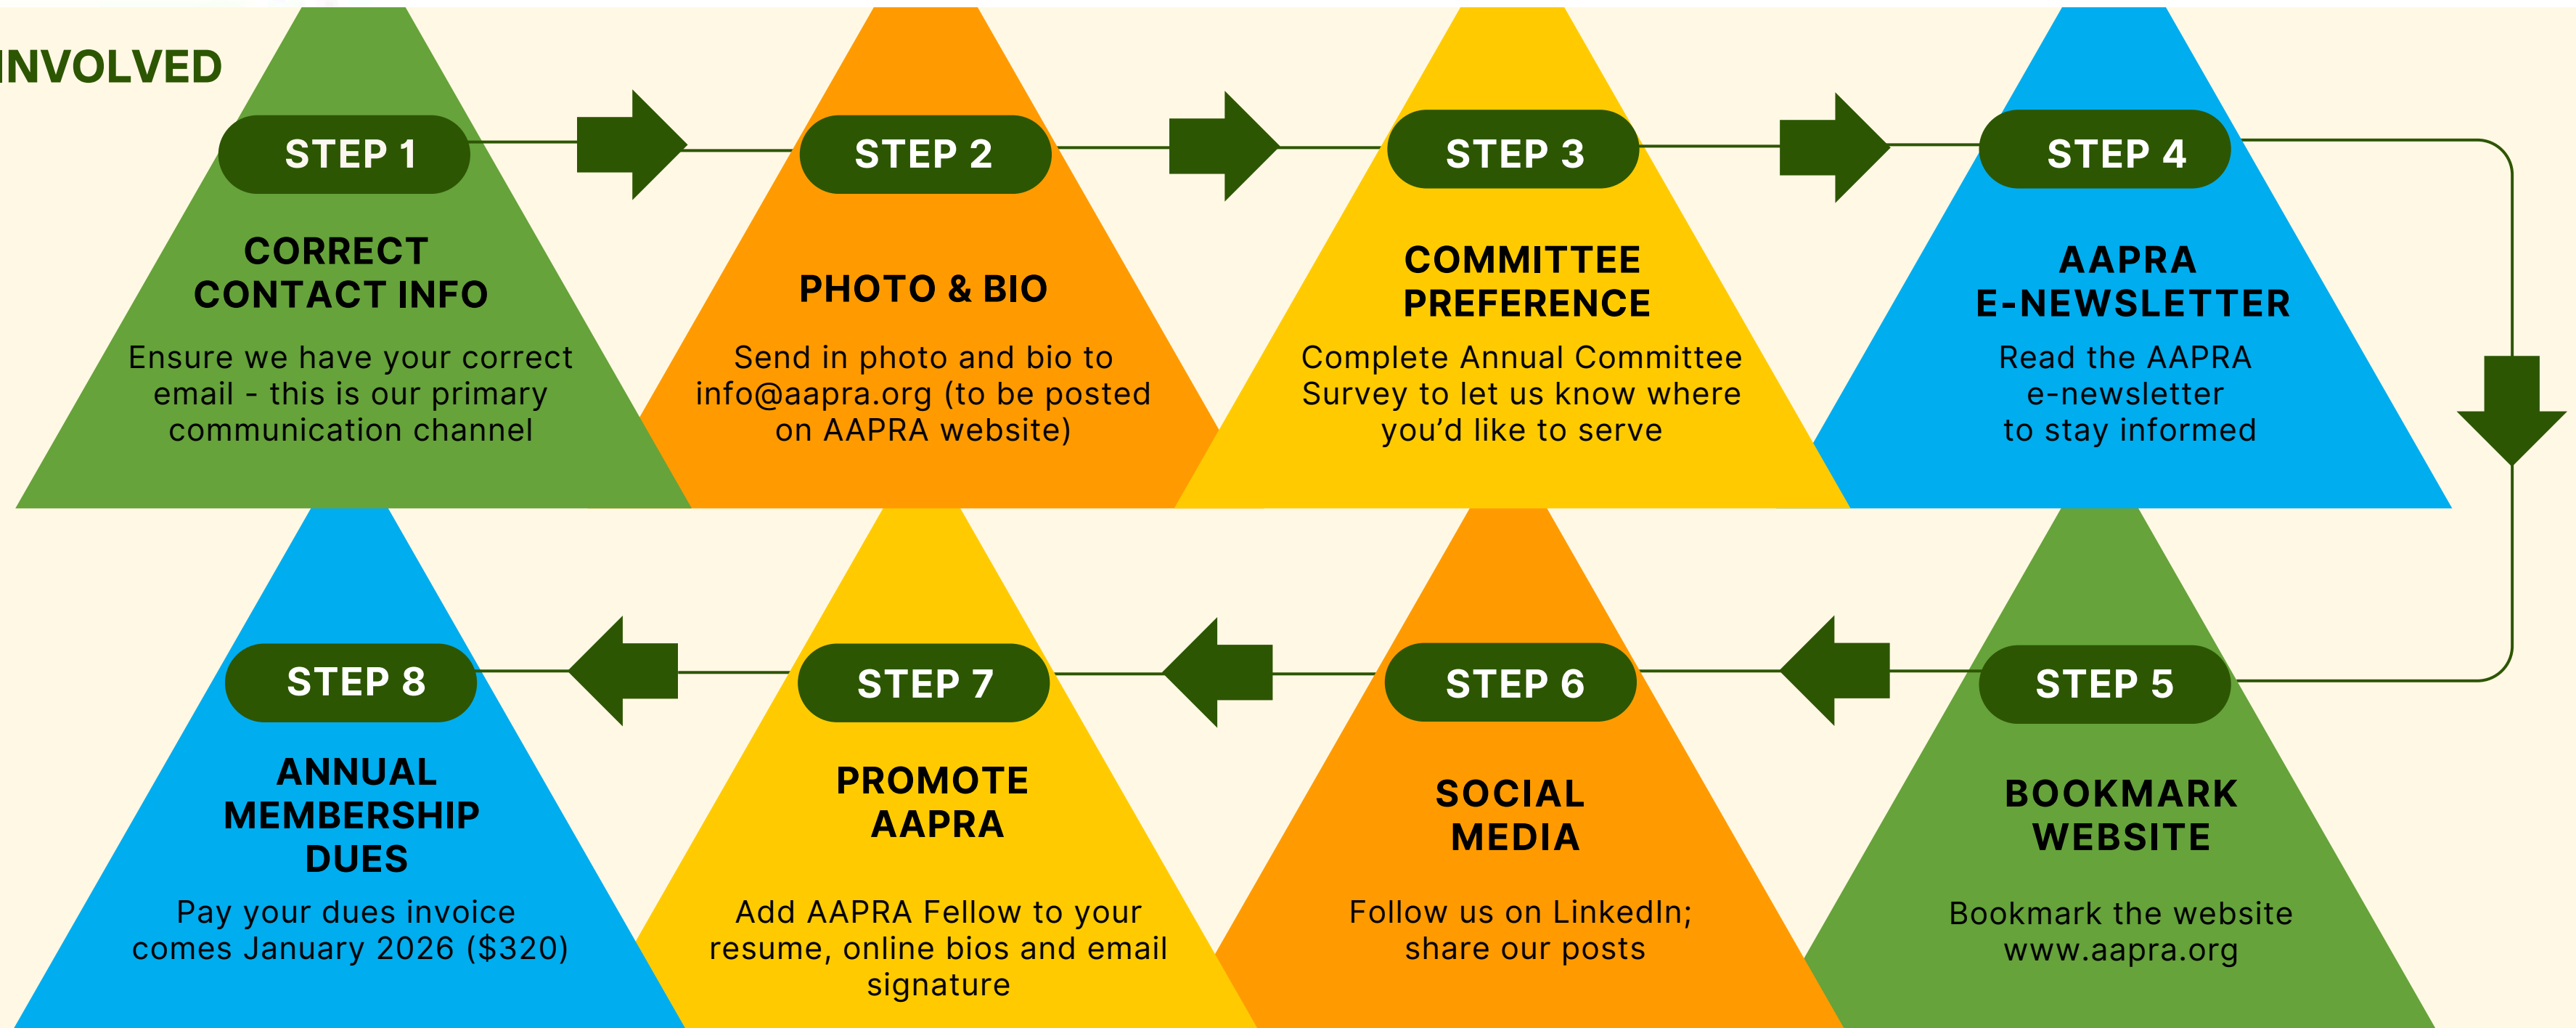 INVOLVED
STEP 1
CORRECT
CONTACT INFO
Ensure we have your correct
email - this is our primary
communication channel
STEP 2
PHOTO & BIO
Send in photo and bio to
info@aapra.org (to be posted
on AAPRA website)
STEP 3
COMMITTEE
PREFERENCE
Complete Annual Committee
Survey to let us know where
you’d like to serve
STEP 4
AAPRA
E-NEWSLETTER
Read the AAPRA
e-newsletter
to stay informed
STEP 5
BOOKMARK
WEBSITE
Bookmark the website
www.aapra.org
STEP 6
SOCIAL
MEDIA
Follow us on LinkedIn;
share our posts
STEP 7
PROMOTE
AAPRA
Add AAPRA Fellow to your
resume, online bios and email
signature
STEP 8
ANNUAL
MEMBERSHIP
DUES
Pay your dues invoice
comes January 2026 ($320)